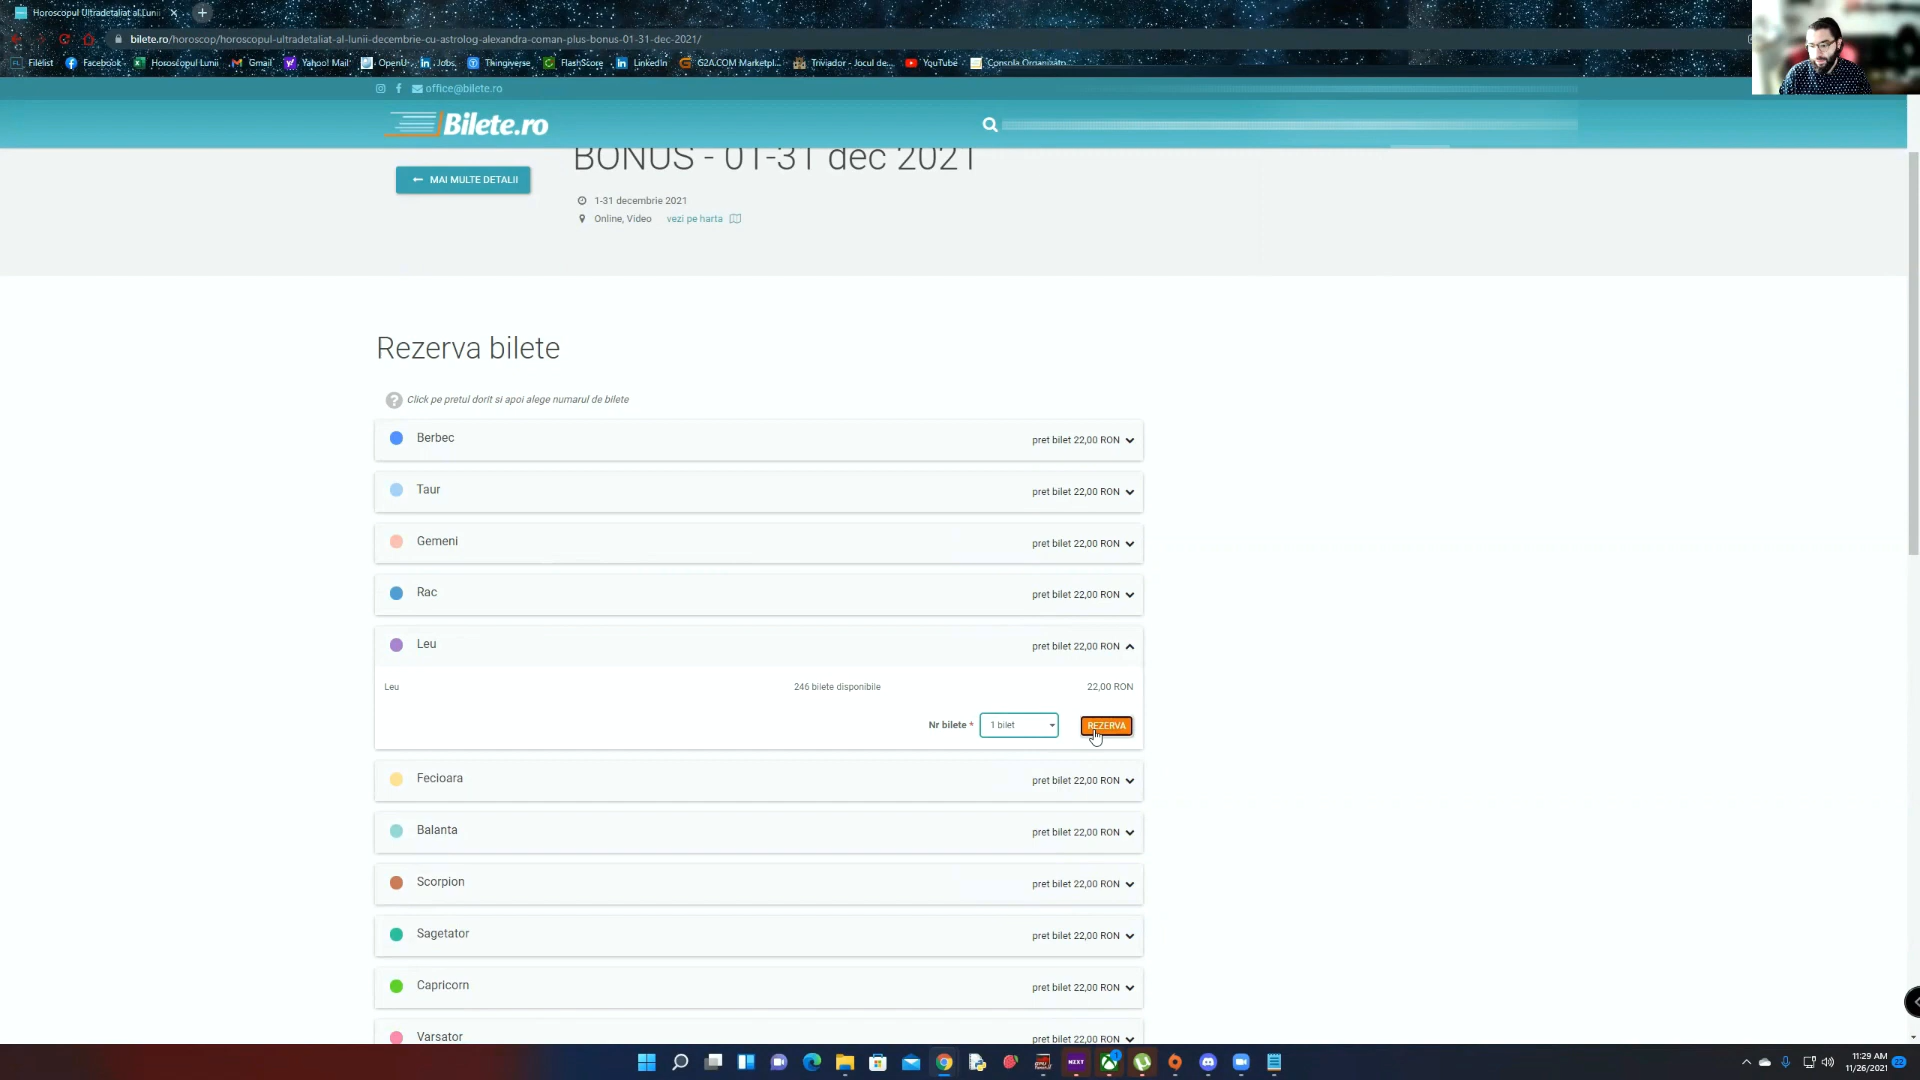 Horoscopul Ultradetaliat al Lunii
bilete.ro/horoscop/horoscopul-ultradetaliat-al-lunii-decembrie-cu-astrolog-alexandra-coman-plus-bonus-01-31-dec-2021/
Filelist Facebook Horoscopul Lunii Gmail Yahoo! Mail OpenU Jobs Thingiverse FlashScore LinkedIn G2A.COM Marketpl... Triviador - Jocul de... YouTube Consola Organizato...
office@bilete.ro
Bilete.ro
BONUS - 01-31 dec 2021
MAI MULTE DETALII
1-31 decembrie 2021
Online, Video vezi pe harta
Rezerva bilete
Click pe pretul dorit si apoi alege numarul de bilete
Berbec pret bilet 22,00 RON
Taur pret bilet 22,00 RON
Gemeni pret bilet 22,00 RON
Rac pret bilet 22,00 RON
Leu pret bilet 22,00 RON
Leu 246 bilete disponibile 22,00 RON
Nr bilete * 1 bilet REZERVA
Fecioara pret bilet 22,00 RON
Balanta pret bilet 22,00 RON
Scorpion pret bilet 22,00 RON
Sagetator pret bilet 22,00 RON
Capricorn pret bilet 22,00 RON
Varsator pret bilet 22,00 RON
NZXT
11:29 AM
11/26/2021
22